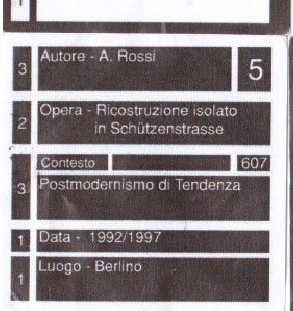 1
3 Autore - A. Rossi 5
2 Opera - Ricostruzione isolato
in Schützenstrasse
Contesto 607
3 Postmodernismo di Tendenza
1 Data - 1992/1997
1 Luogo - Berlino